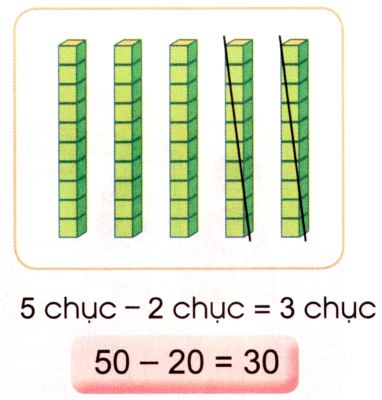 5 chục – 2 chục = 3 chục
50 – 20 = 30